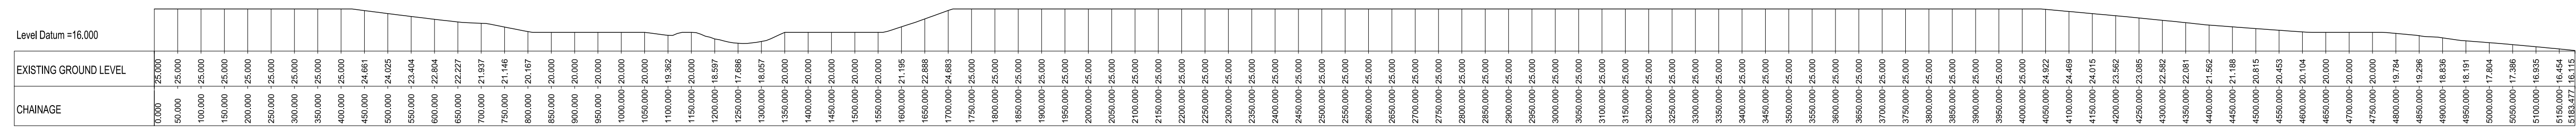 Level Datum =16.000
EXISTING GROUND LEVEL 25.000 25.000 25.000 25.000 25.000 25.000 25.000 25.000 25.000 24.661 24.025 23.404 22.804 22.227 21.937 21.146 20.167 20.000 20.000 20.000 20.000 20.000 19.362 20.000 18.597 17.686 18.057 20.000 20.000 20.000 20.000 20.000 21.195 22.888 24.683 25.000 25.000 25.000 25.000 25.000 25.000 25.000 25.000 25.000 25.000 25.000 25.000 25.000 25.000 25.000 25.000 25.000 25.000 25.000 25.000 25.000 25.000 25.000 25.000 25.000 25.000 25.000 25.000 25.000 25.000 25.000 25.000 25.000 25.000 25.000 25.000 25.000 25.000 25.000 25.000 25.000 25.000 25.000 25.000 25.000 25.000 24.922 24.469 24.015 23.562 23.085 22.582 22.081 21.552 21.188 20.815 20.453 20.104 20.000 20.000 20.000 19.784 19.296 18.836 18.191 17.804 17.386 16.935 16.454 16.115
CHAINAGE 0.000 50.000 100.000 150.000 200.000 250.000 300.000 350.000 400.000 450.000 500.000 550.000 600.000 650.000 700.000 750.000 800.000 850.000 900.000 950.000 1000.000 1050.000 1100.000 1150.000 1200.000 1250.000 1300.000 1350.000 1400.000 1450.000 1500.000 1550.000 1600.000 1650.000 1700.000 1750.000 1800.000 1850.000 1900.000 1950.000 2000.000 2050.000 2100.000 2150.000 2200.000 2250.000 2300.000 2350.000 2400.000 2450.000 2500.000 2550.000 2600.000 2650.000 2700.000 2750.000 2800.000 2850.000 2900.000 2950.000 3000.000 3050.000 3100.000 3150.000 3200.000 3250.000 3300.000 3350.000 3400.000 3450.000 3500.000 3550.000 3600.000 3650.000 3700.000 3750.000 3800.000 3850.000 3900.000 3950.000 4000.000 4050.000 4100.000 4150.000 4200.000 4250.000 4300.000 4350.000 4400.000 4450.000 4500.000 4550.000 4600.000 4650.000 4700.000 4750.000 4800.000 4850.000 4900.000 4950.000 5000.000 5050.000 5100.000 5150.000 5183.477